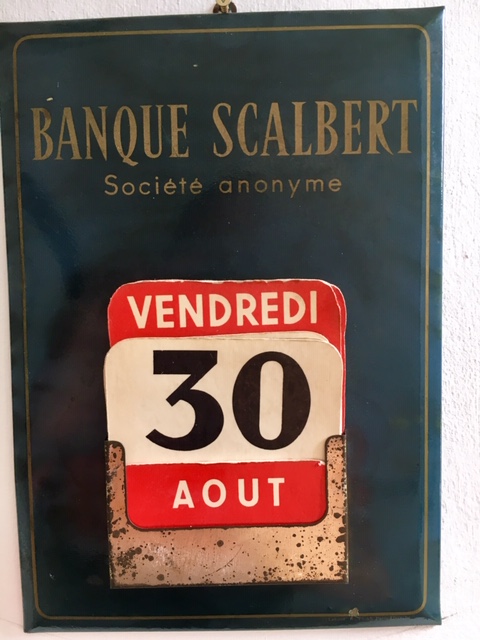 BANQUE SCALBERT
Société anonyme
VENDREDI
30
AOUT